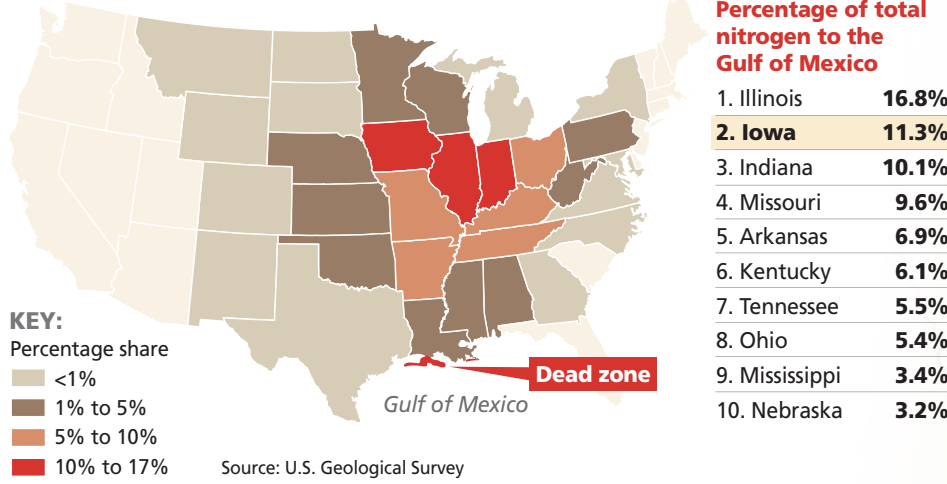 Percentage of total
nitrogen to the
Gulf of Mexico
1. Illinois 16.8%
2. Iowa 11.3%
3. Indiana 10.1%
4. Missouri 9.6%
5. Arkansas 6.9%
6. Kentucky 6.1%
7. Tennessee 5.5%
8. Ohio 5.4%
9. Mississippi 3.4%
10. Nebraska 3.2%
KEY:
Percentage share
<1%
1% to 5%
5% to 10%
10% to 17%
Dead zone
Gulf of Mexico
Source: U.S. Geological Survey